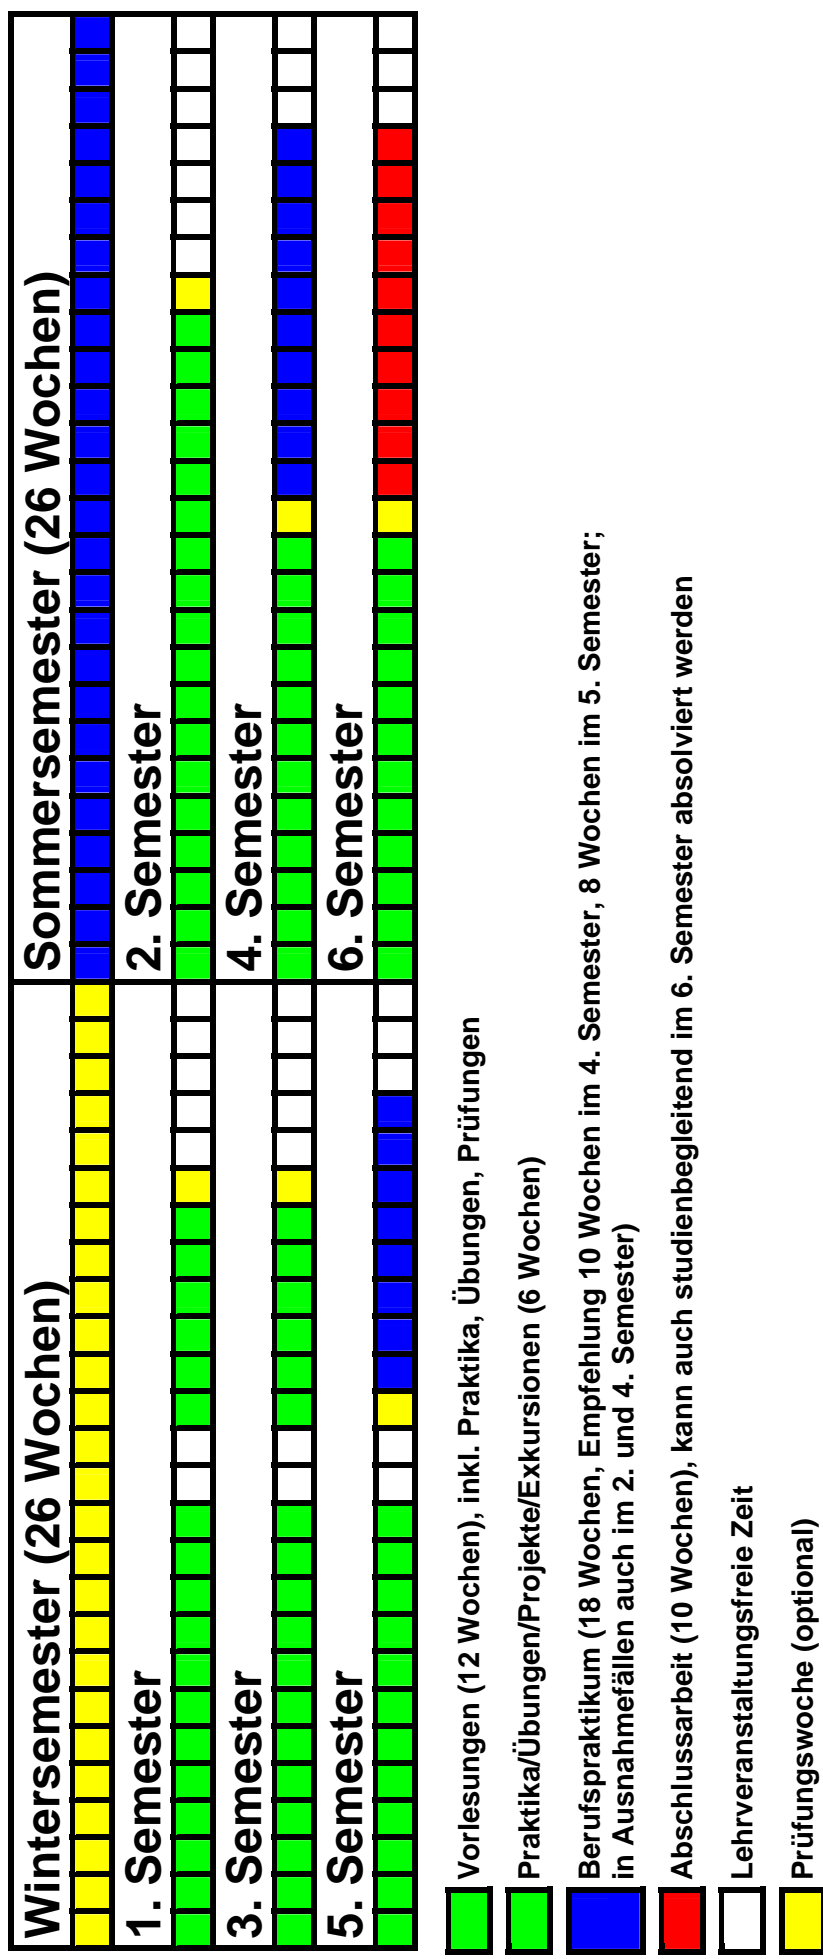 Wintersemester (26 Wochen)
Sommersemester (26 Wochen)
1. Semester
2. Semester
3. Semester
4. Semester
5. Semester
6. Semester
Vorlesungen (12 Wochen), inkl. Praktika, Übungen, Prüfungen
Praktika/Übungen/Projekte/Exkursionen (6 Wochen)
Berufspraktikum (18 Wochen, Empfehlung 10 Wochen im 4. Semester, 8 Wochen im 5. Semester;
in Ausnahmefällen auch im 2. und 4. Semester)
Abschlussarbeit (10 Wochen), kann auch studienbegleitend im 6. Semester absolviert werden
Lehrveranstaltungsfreie Zeit
Prüfungswoche (optional)